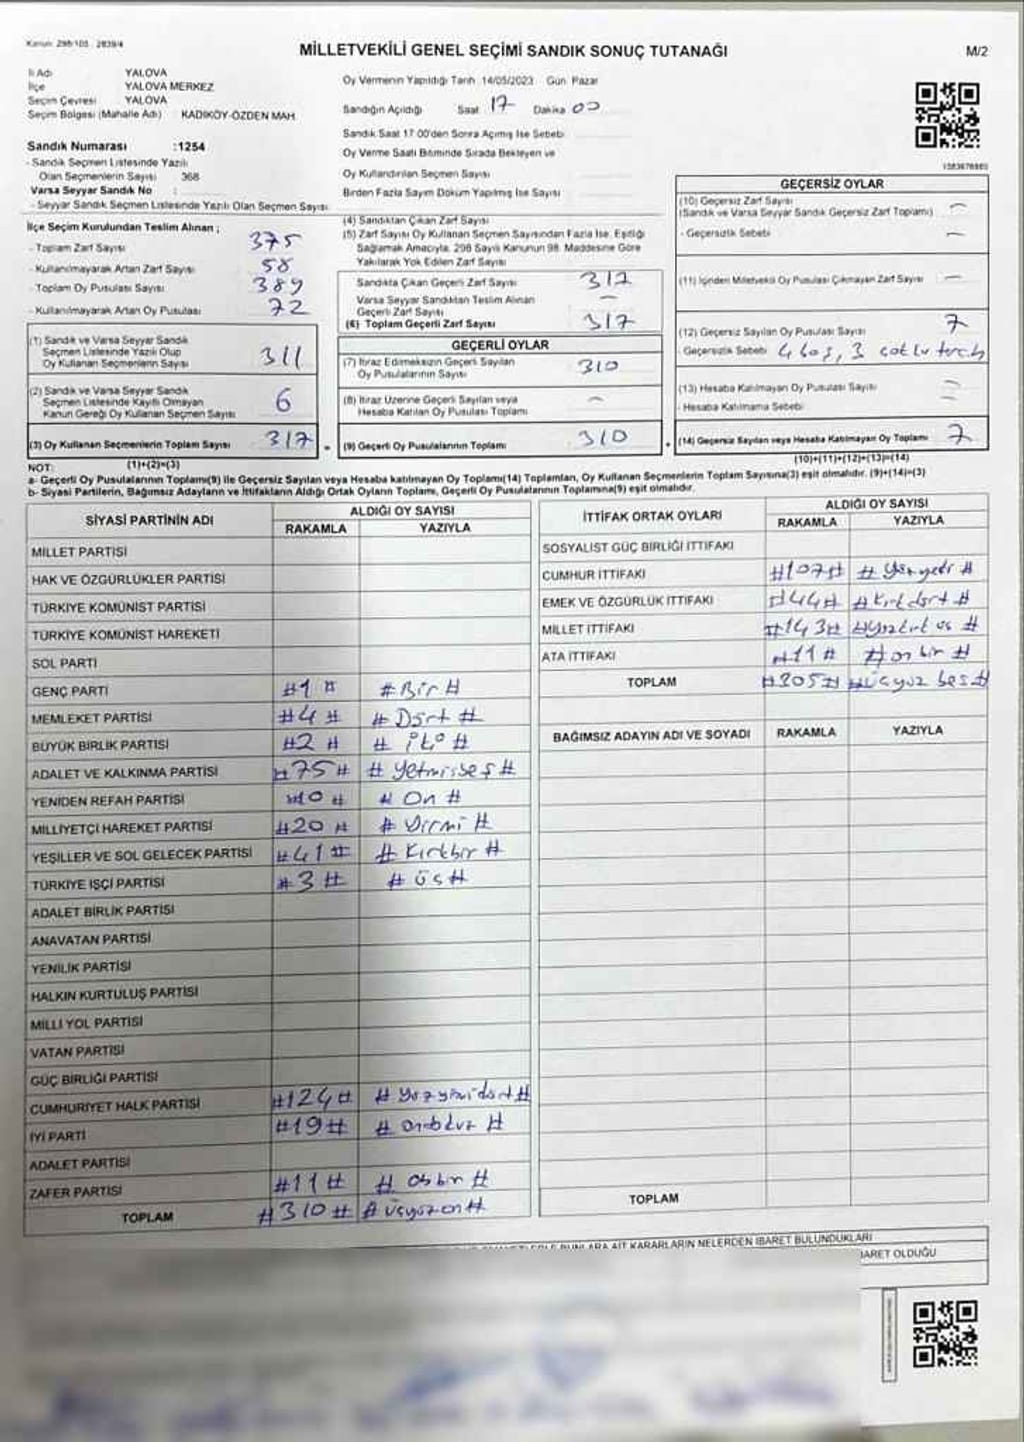 Kanun: 298/105 - 2839/4
MİLLETVEKİLİ GENEL SEÇİMİ SANDIK SONUÇ TUTANAĞI
M/2
İl Adı YALOVA
İlçe YALOVA MERKEZ
Seçim Çevresi YALOVA
Seçim Bölgesi (Mahalle Adı) KADIKÖY-ÖZDEN MAH.
Sandık Numarası :1254
- Sandık Seçmen Listesinde Yazılı
Olan Seçmenlerin Sayısı 368
Varsa Seyyar Sandık No :
- Seyyar Sandık Seçmen Listesinde Yazılı Olan Seçmen Sayısı
Oy Vermenin Yapıldığı Tarih 14/05/2023 Gün Pazar
Sandığın Açıldığı Saat 17 Dakika 00
Sandık Saat 17 00'den Sonra Açılmış İse Sebebi
Oy Verme Saati Bitiminde Sırada Bekleyen ve
Oy Kullandırılan Seçmen Sayısı
Birden Fazla Sayım Döküm Yapılmış İse Sayısı
İlçe Seçim Kurulundan Teslim Alınan ;
- Toplam Zarf Sayısı 375
- Kullanılmayarak Artan Zarf Sayısı 58
- Toplam Oy Pusulası Sayısı 389
- Kullanılmayarak Artan Oy Pusulası 72
(1) Sandık ve Varsa Seyyar Sandık
Seçmen Listesinde Yazılı Olup
Oy Kullanan Seçmenlerin Sayısı 311
(2) Sandık ve Varsa Seyyar Sandık
Seçmen Listesinde Kayıtlı Olmayan
Kanun Gereği Oy Kullanan Seçmen Sayısı 6
(3) Oy Kullanan Seçmenlerin Toplam Sayısı 317
(1)+(2)=(3)
(4) Sandıktan Çıkan Zarf Sayısı
(5) Zarf Sayısı Oy Kullanan Seçmen Sayısından Fazla İse, Eşitliği
Sağlamak Amacıyla, 298 Sayılı Kanunun 98. Maddesine Göre
Yakılarak Yok Edilen Zarf Sayısı
Sandıkta Çıkan Geçerli Zarf Sayısı 317
Varsa Seyyar Sandıktan Teslim Alınan
Geçerli Zarf Sayısı –
(6) Toplam Geçerli Zarf Sayısı 317
GEÇERLİ OYLAR
(7) İtiraz Edilmeksizin Geçerli Sayılan
Oy Pusulalarının Sayısı 310
(8) İtiraz Üzerine Geçerli Sayılan veya
Hesaba Katılan Oy Pusulası Toplamı –
(9) Geçerli Oy Pusulalarının Toplamı 310
GEÇERSİZ OYLAR
(10) Geçersiz Zarf Sayısı
(Sandık ve Varsa Seyyar Sandık Geçersiz Zarf Toplamı) –
- Geçersizlik Sebebi –
(11) İçinden Milletvekili Oy Pusulası Çıkmayan Zarf Sayısı –
(12) Geçersiz Sayılan Oy Pusulası Sayısı 7
- Geçersizlik Sebebi 4 boş, 3 çoklu tercih
(13) Hesaba Katılmayan Oy Pusulası Sayısı –
- Hesaba Katılmama Sebebi –
(14) Geçersiz Sayılan veya Hesaba Katılmayan Oy Toplamı 7
(10)+(11)+(12)+(13)=(14)
NOT:
a- Geçerli Oy Pusulalarının Toplamı(9) ile Geçersiz Sayılan veya Hesaba katılmayan Oy Toplamı(14) Toplamları, Oy Kullanan Seçmenlerin Toplam Sayısına(3) eşit olmalıdır. (9)+(14)=(3)
b- Siyasi Partilerin, Bağımsız Adayların ve İttifakların Aldığı Ortak Oyların Toplamı, Geçerli Oy Pusulalarının Toplamına(9) eşit olmalıdır.
SİYASİ PARTİNİN ADI ALDIĞI OY SAYISI
RAKAMLA YAZIYLA
MİLLET PARTİSİ
HAK VE ÖZGÜRLÜKLER PARTİSİ
TÜRKİYE KOMÜNİST PARTİSİ
TÜRKİYE KOMÜNİST HAREKETİ
SOL PARTİ
GENÇ PARTİ #1# #Bir#
MEMLEKET PARTİSİ #4# #Dört#
BÜYÜK BİRLİK PARTİSİ #2# #iki#
ADALET VE KALKINMA PARTİSİ #75# #Yetmişbeş#
YENİDEN REFAH PARTİSİ #10# #On#
MİLLİYETÇİ HAREKET PARTİSİ #20# #Yirmi#
YEŞİLLER VE SOL GELECEK PARTİSİ #41# #Kırkbir#
TÜRKİYE İŞÇİ PARTİSİ #3# #üç#
ADALET BİRLİK PARTİSİ
ANAVATAN PARTİSİ
YENİLİK PARTİSİ
HALKIN KURTULUŞ PARTİSİ
MİLLİ YOL PARTİSİ
VATAN PARTİSİ
GÜÇ BİRLİĞİ PARTİSİ
CUMHURİYET HALK PARTİSİ #124# #Yüzyirmidört#
İYİ PARTİ #19# #ondokuz#
ADALET PARTİSİ
ZAFER PARTİSİ #11# #onbir#
TOPLAM #310# #üçyüzon#
İTTİFAK ORTAK OYLARI ALDIĞI OY SAYISI
RAKAMLA YAZIYLA
SOSYALİST GÜÇ BİRLİĞİ İTTİFAKI
CUMHUR İTTİFAKI #107# #Yüzyedi#
EMEK VE ÖZGÜRLÜK İTTİFAKI #44# #Kırkdört#
MİLLET İTTİFAKI #143# #Yüzkırküç#
ATA İTTİFAKI #11# #onbir#
TOPLAM #305# #üçyüz beş#
BAĞIMSIZ ADAYIN ADI VE SOYADI RAKAMLA YAZIYLA
TOPLAM
BUNLARA AİT KARARLARIN NELERDEN İBARET BULUNDUKLARI
İBARET OLDUĞU